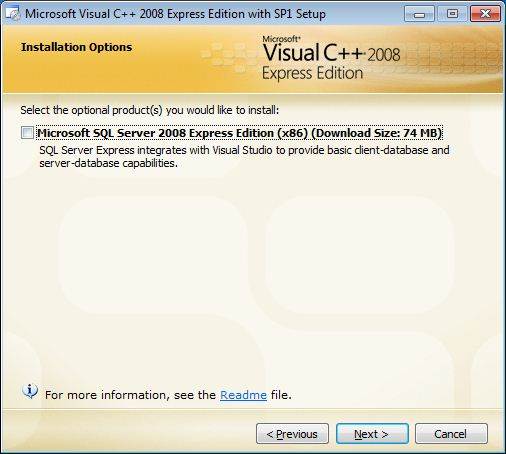 Microsoft Visual C++ 2008 Express Edition with SP1 Setup
Installation Options
Microsoft®
Visual C++ 2008
Express Edition
Select the optional product(s) you would like to install:
Microsoft SQL Server 2008 Express Edition (x86) (Download Size: 74 MB)
SQL Server Express integrates with Visual Studio to provide basic client-database and
server-database capabilities.
For more information, see the Readme file.
< Previous
Next >
Cancel